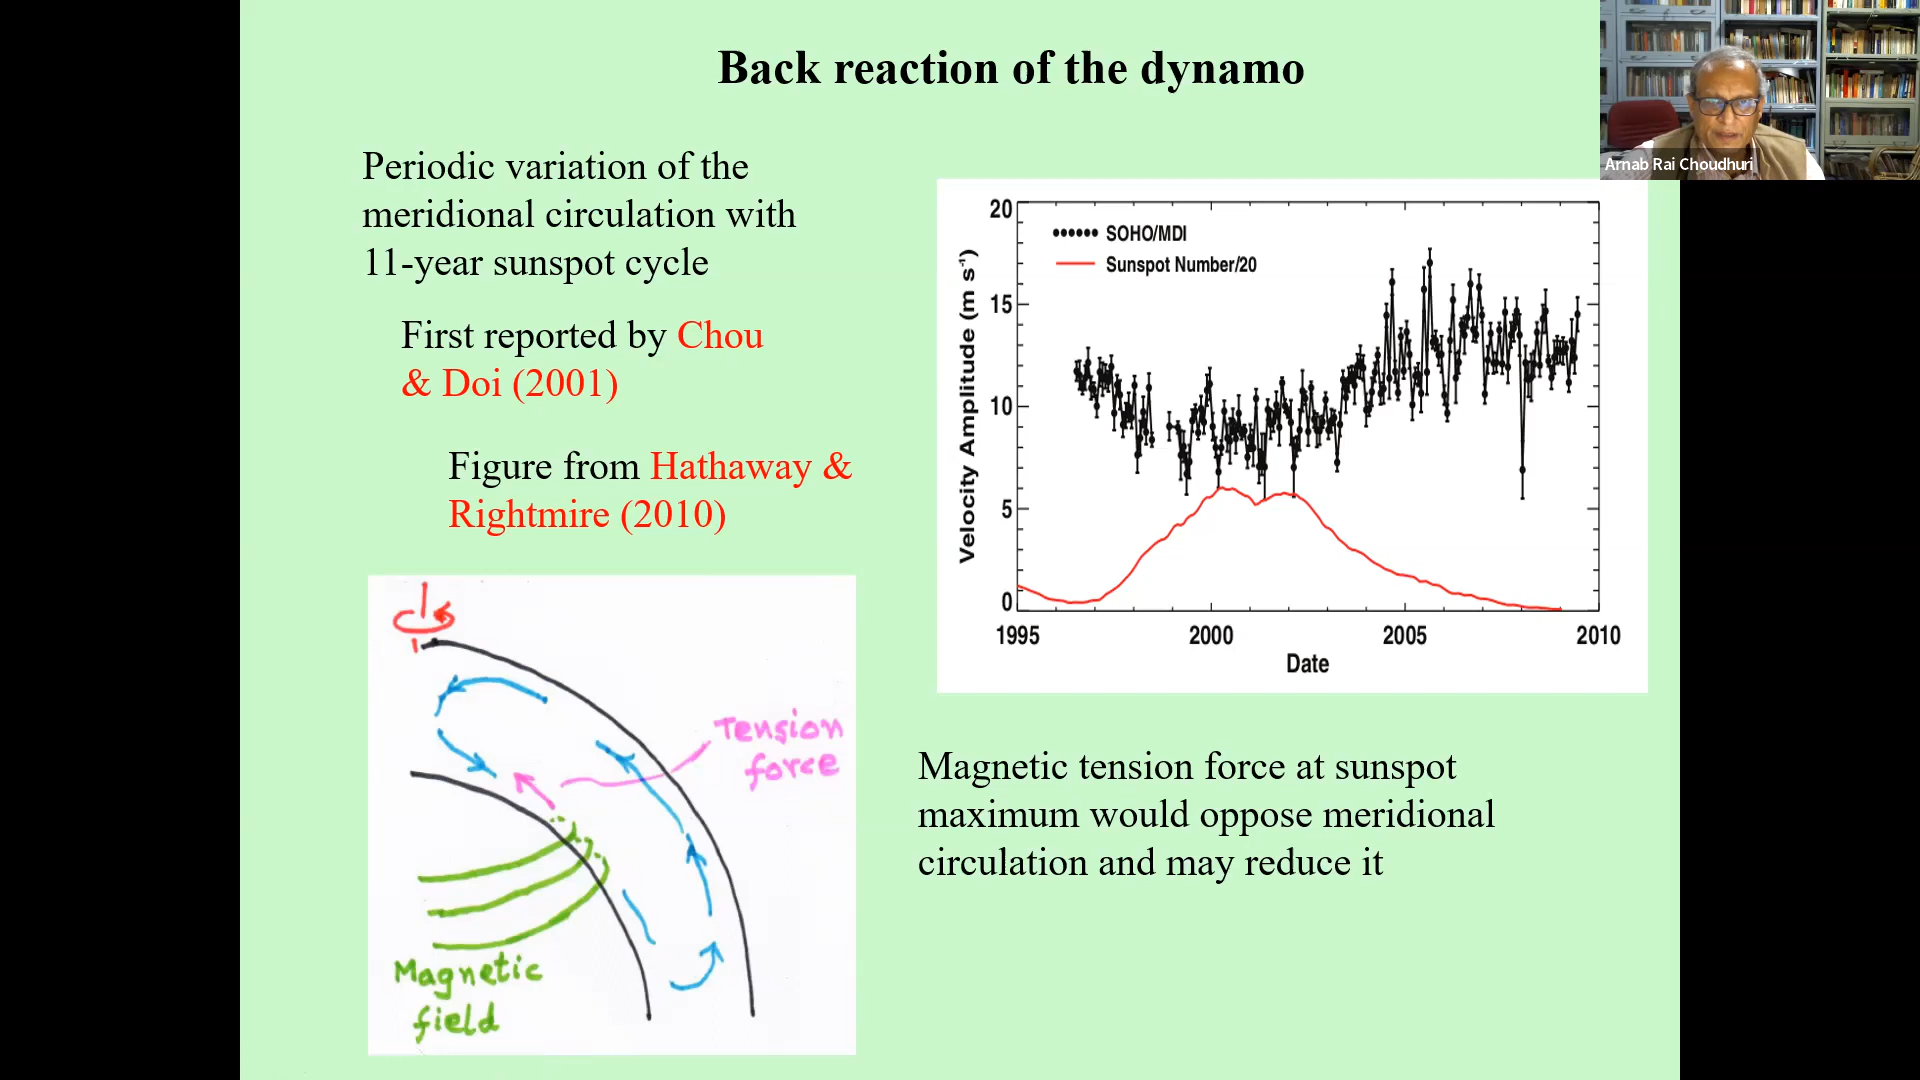 Back reaction of the dynamo
Arnab Rai Choudhuri
Periodic variation of the
meridional circulation with
11-year sunspot cycle
First reported by Chou
& Doi (2001)
Figure from Hathaway &
Rightmire (2010)
20
15
10
5
0
Velocity Amplitude (m s-1)
SOHO/MDI
Sunspot Number/20
1995
2000
2005
2010
Date
Tension
force
Magnetic
field
Magnetic tension force at sunspot
maximum would oppose meridional
circulation and may reduce it